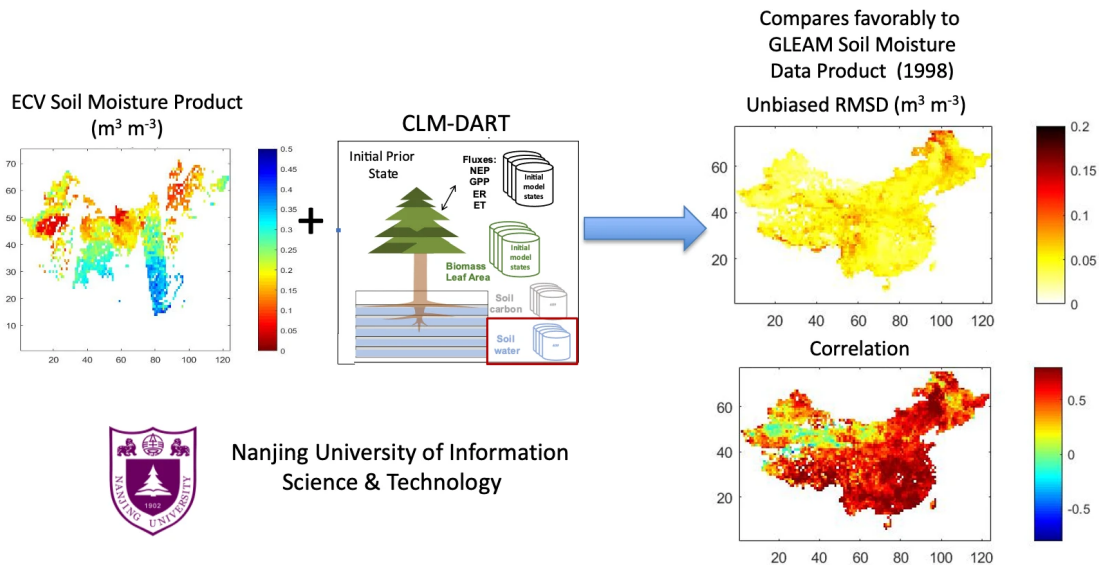 ECV Soil Moisture Product
(m³ m⁻³)
70
60
50
40
30
20
10
20
40
60
80
100
120
0.5
0.45
0.4
0.35
0.3
0.25
0.2
0.15
0.1
0.05
0
+
CLM-DART
Initial Prior
State
Fluxes:
NEP
GPP
ER
ET
Initial
model
states
Biomass
Leaf Area
Initial
model
states
Soil
carbon
Soil
water
Compares favorably to
GLEAM Soil Moisture
Data Product (1998)
Unbiased RMSD (m³ m⁻³)
60
40
20
20
40
60
80
100
120
0.2
0.15
0.1
0.05
0
Correlation
60
40
20
20
40
60
80
100
120
0.5
0
-0.5
NANJING UNIVERSITY
1902
Nanjing University of Information
Science & Technology